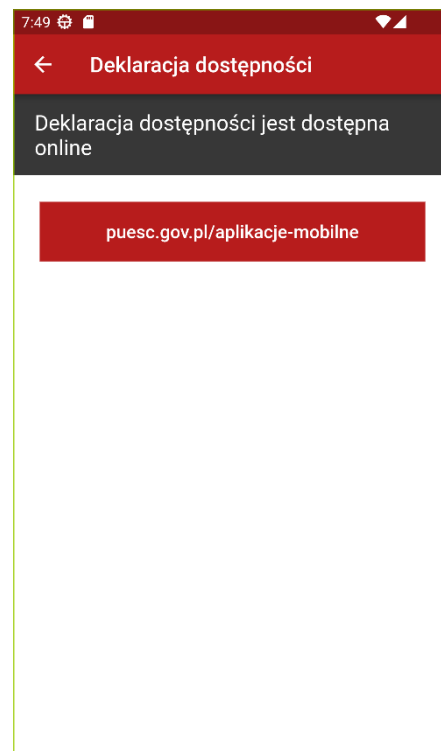 7:49
Deklaracja dostępności
Deklaracja dostępności jest dostępna
online
puesc.gov.pl/aplikacje-mobilne